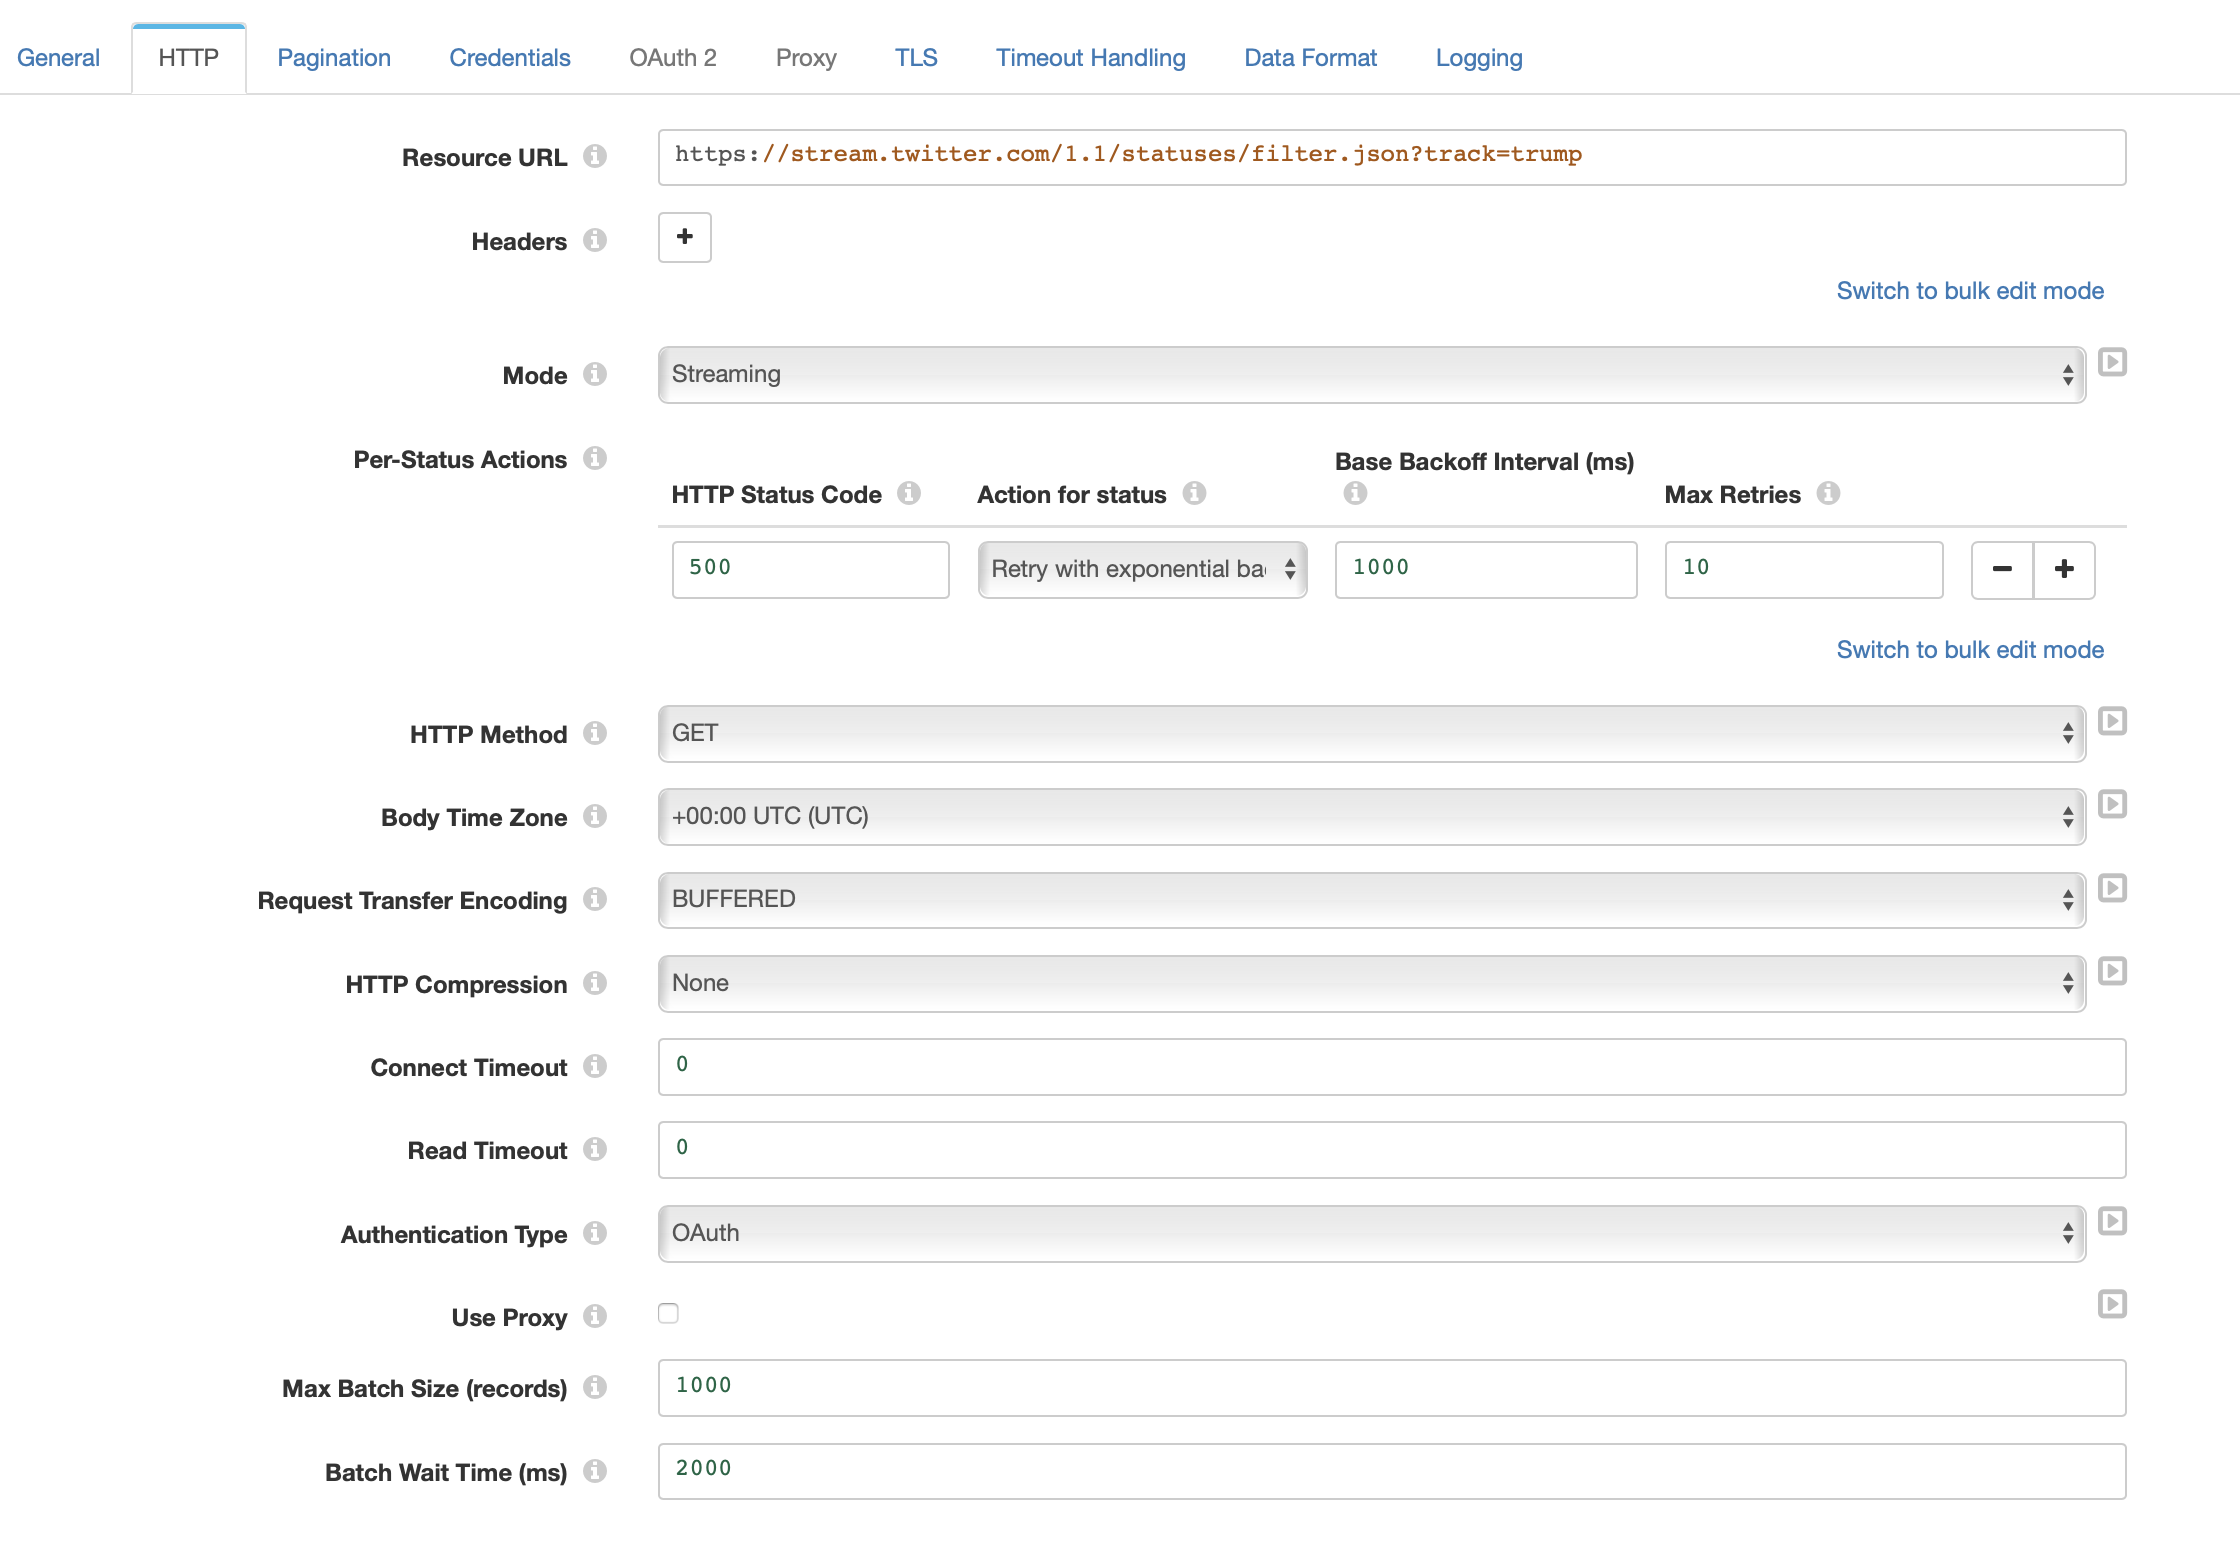 General HTTP Pagination Credentials OAuth 2 Proxy TLS Timeout Handling Data Format Logging
Resource URL https://stream.twitter.com/1.1/statuses/filter.json?track=trump
Headers
Switch to bulk edit mode
Mode Streaming
Per-Status Actions
Base Backoff Interval (ms)
HTTP Status Code Action for status Max Retries
500 Retry with exponential 1000 10
Switch to bulk edit mode
HTTP Method GET
Body Time Zone +00:00 UTC (UTC)
Request Transfer Encoding BUFFERED
HTTP Compression None
Connect Timeout 0
Read Timeout 0
Authentication Type OAuth
Use Proxy
Max Batch Size (records) 1000
Batch Wait Time (ms) 2000